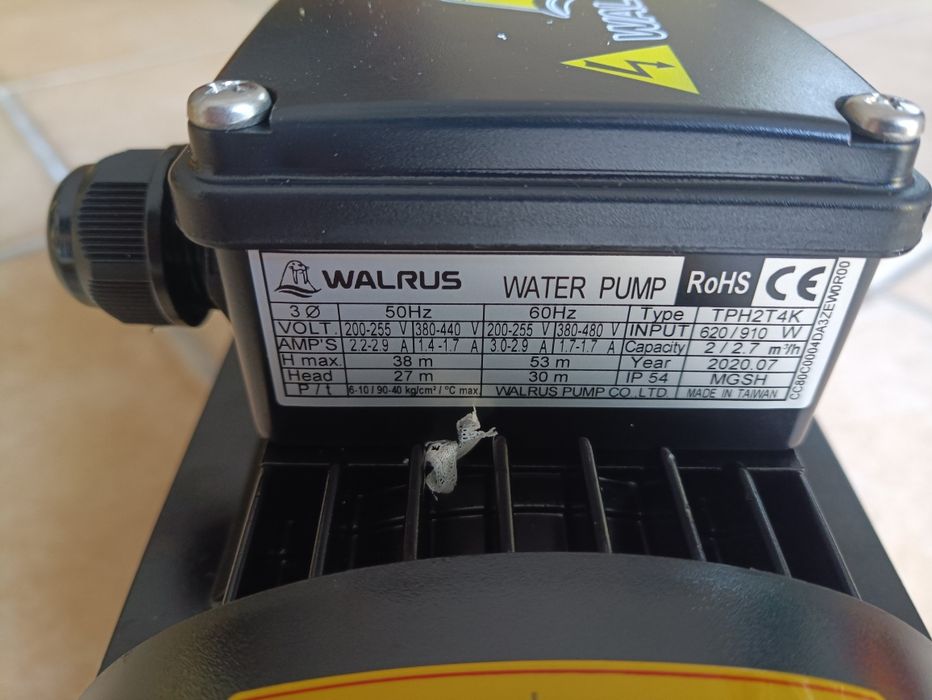 WALRUS WATER PUMP RoHS CE
3 Ø 50Hz 60Hz Type TPH2T4K
VOLT. 200-255 V 380-440 V 200-255 V 380-480 V INPUT 620/910 W
AMP'S 2.2-2.9 A 1.4-1.7 A 3.0-2.9 A 1.7-1.7 A Capacity 2/2.7 m³/h
H max. 38 m 53 m Year 2020.07
Head 27 m 30 m IP 54 MGSH
P / t 6-10 / 90-40 kg/cm² / °C max. WALRUS PUMP CO.,LTD. MADE IN TAIWAN
CC80C0004DA3ZEW0R00